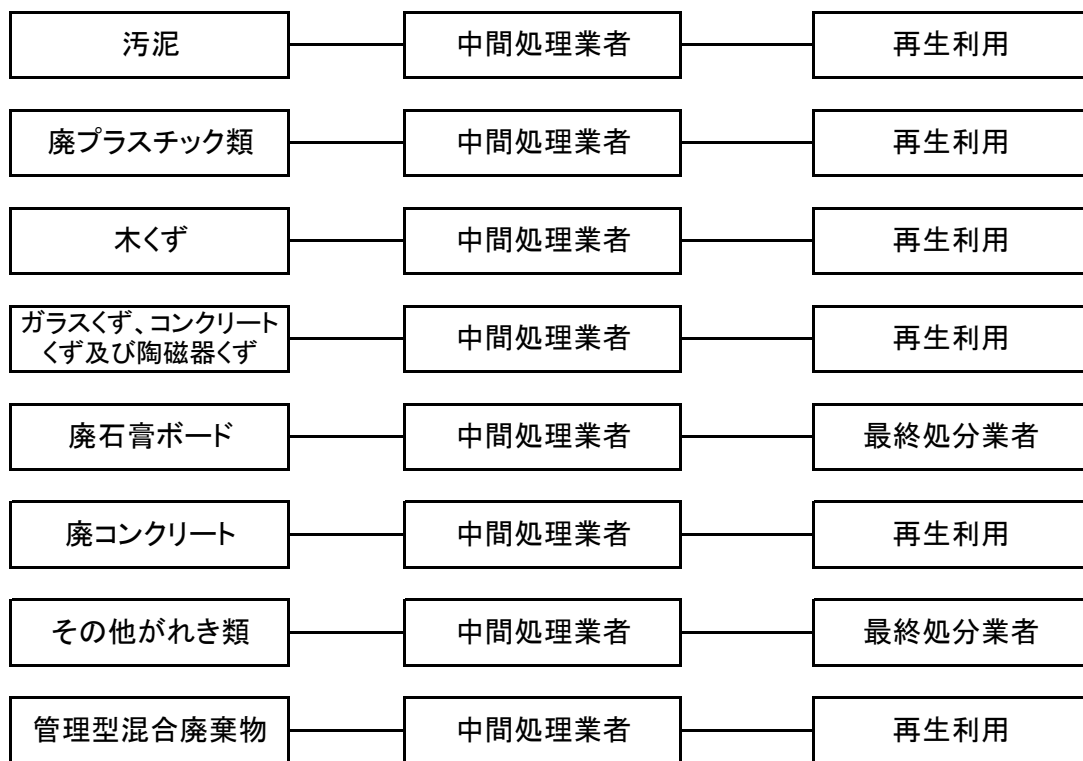 汚泥
中間処理業者
再生利用
廃プラスチック類
中間処理業者
再生利用
木くず
中間処理業者
再生利用
ガラスくず、コンクリート
くず及び陶磁器くず
中間処理業者
再生利用
廃石膏ボード
中間処理業者
最終処分業者
廃コンクリート
中間処理業者
再生利用
その他がれき類
中間処理業者
最終処分業者
管理型混合廃棄物
中間処理業者
再生利用